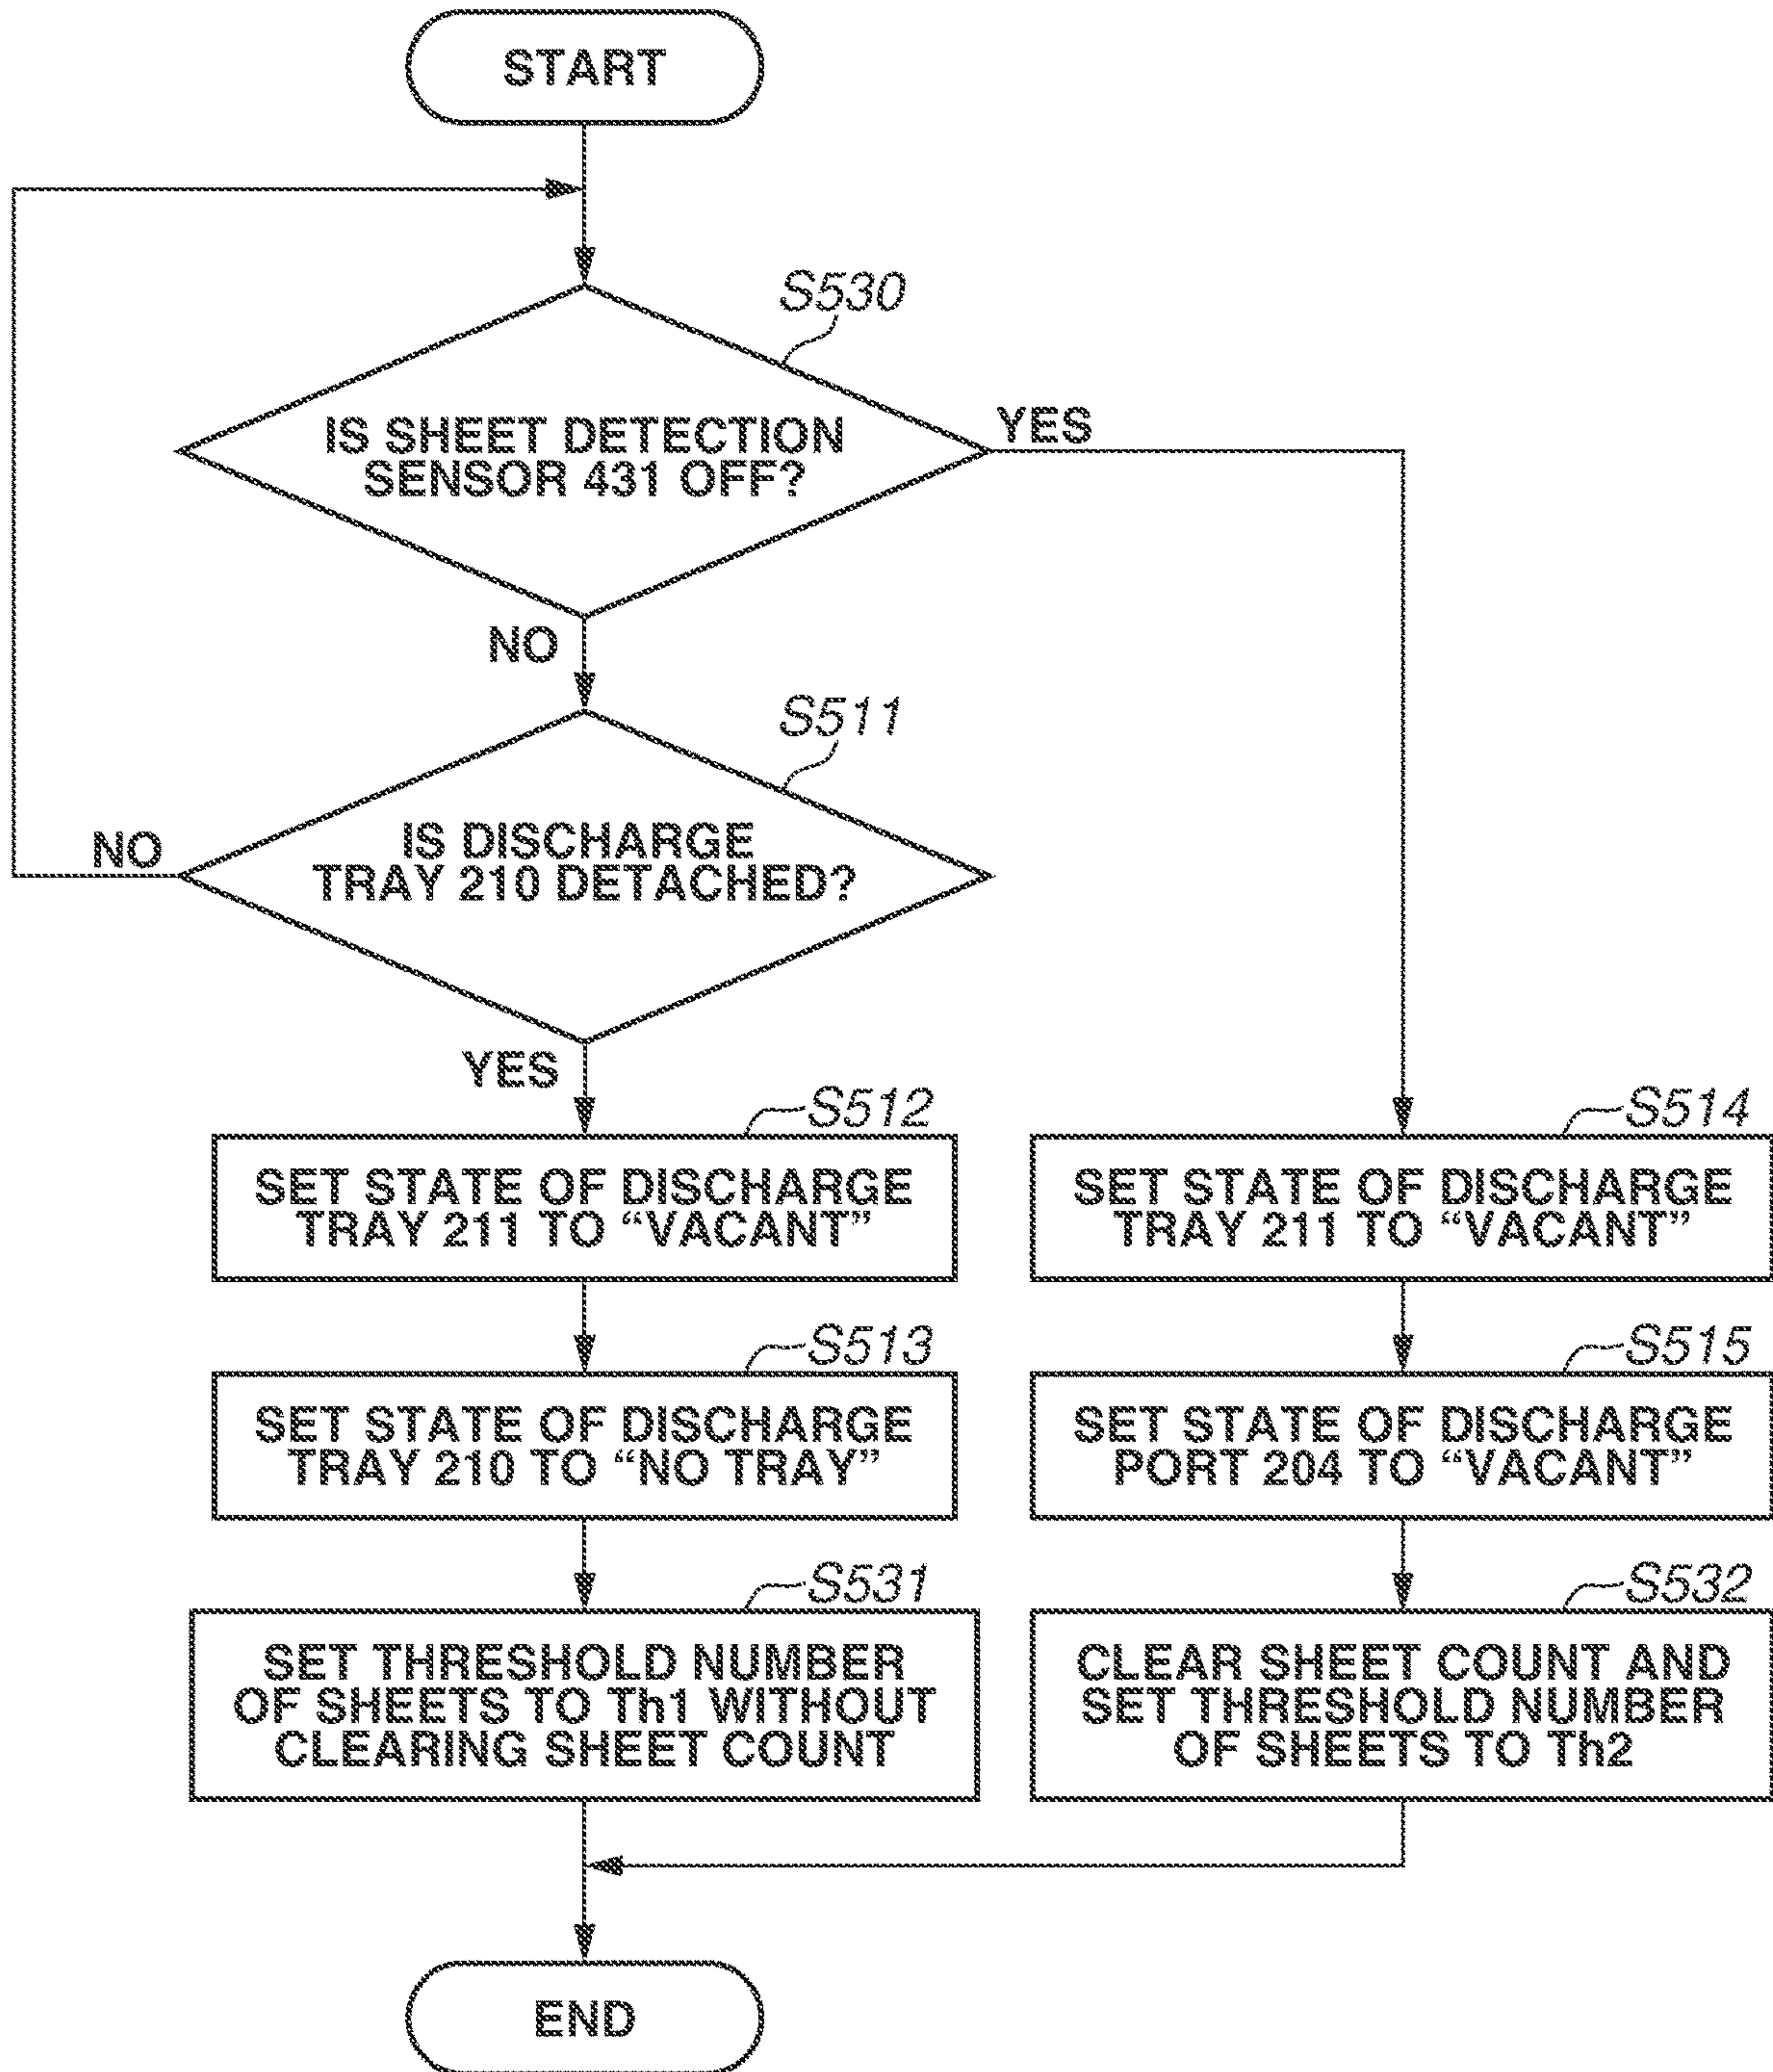 START
S530
IS SHEET DETECTION
SENSOR 431 OFF?
YES
NO
S511
IS DISCHARGE
TRAY 210 DETACHED?
NO
YES
S512
SET STATE OF DISCHARGE
TRAY 211 TO “VACANT”
S514
SET STATE OF DISCHARGE
TRAY 211 TO “VACANT”
S513
SET STATE OF DISCHARGE
TRAY 210 TO “NO TRAY”
S515
SET STATE OF DISCHARGE
PORT 204 TO “VACANT”
S531
SET THRESHOLD NUMBER
OF SHEETS TO Th1 WITHOUT
CLEARING SHEET COUNT
S532
CLEAR SHEET COUNT AND
SET THRESHOLD NUMBER
OF SHEETS TO Th2
END